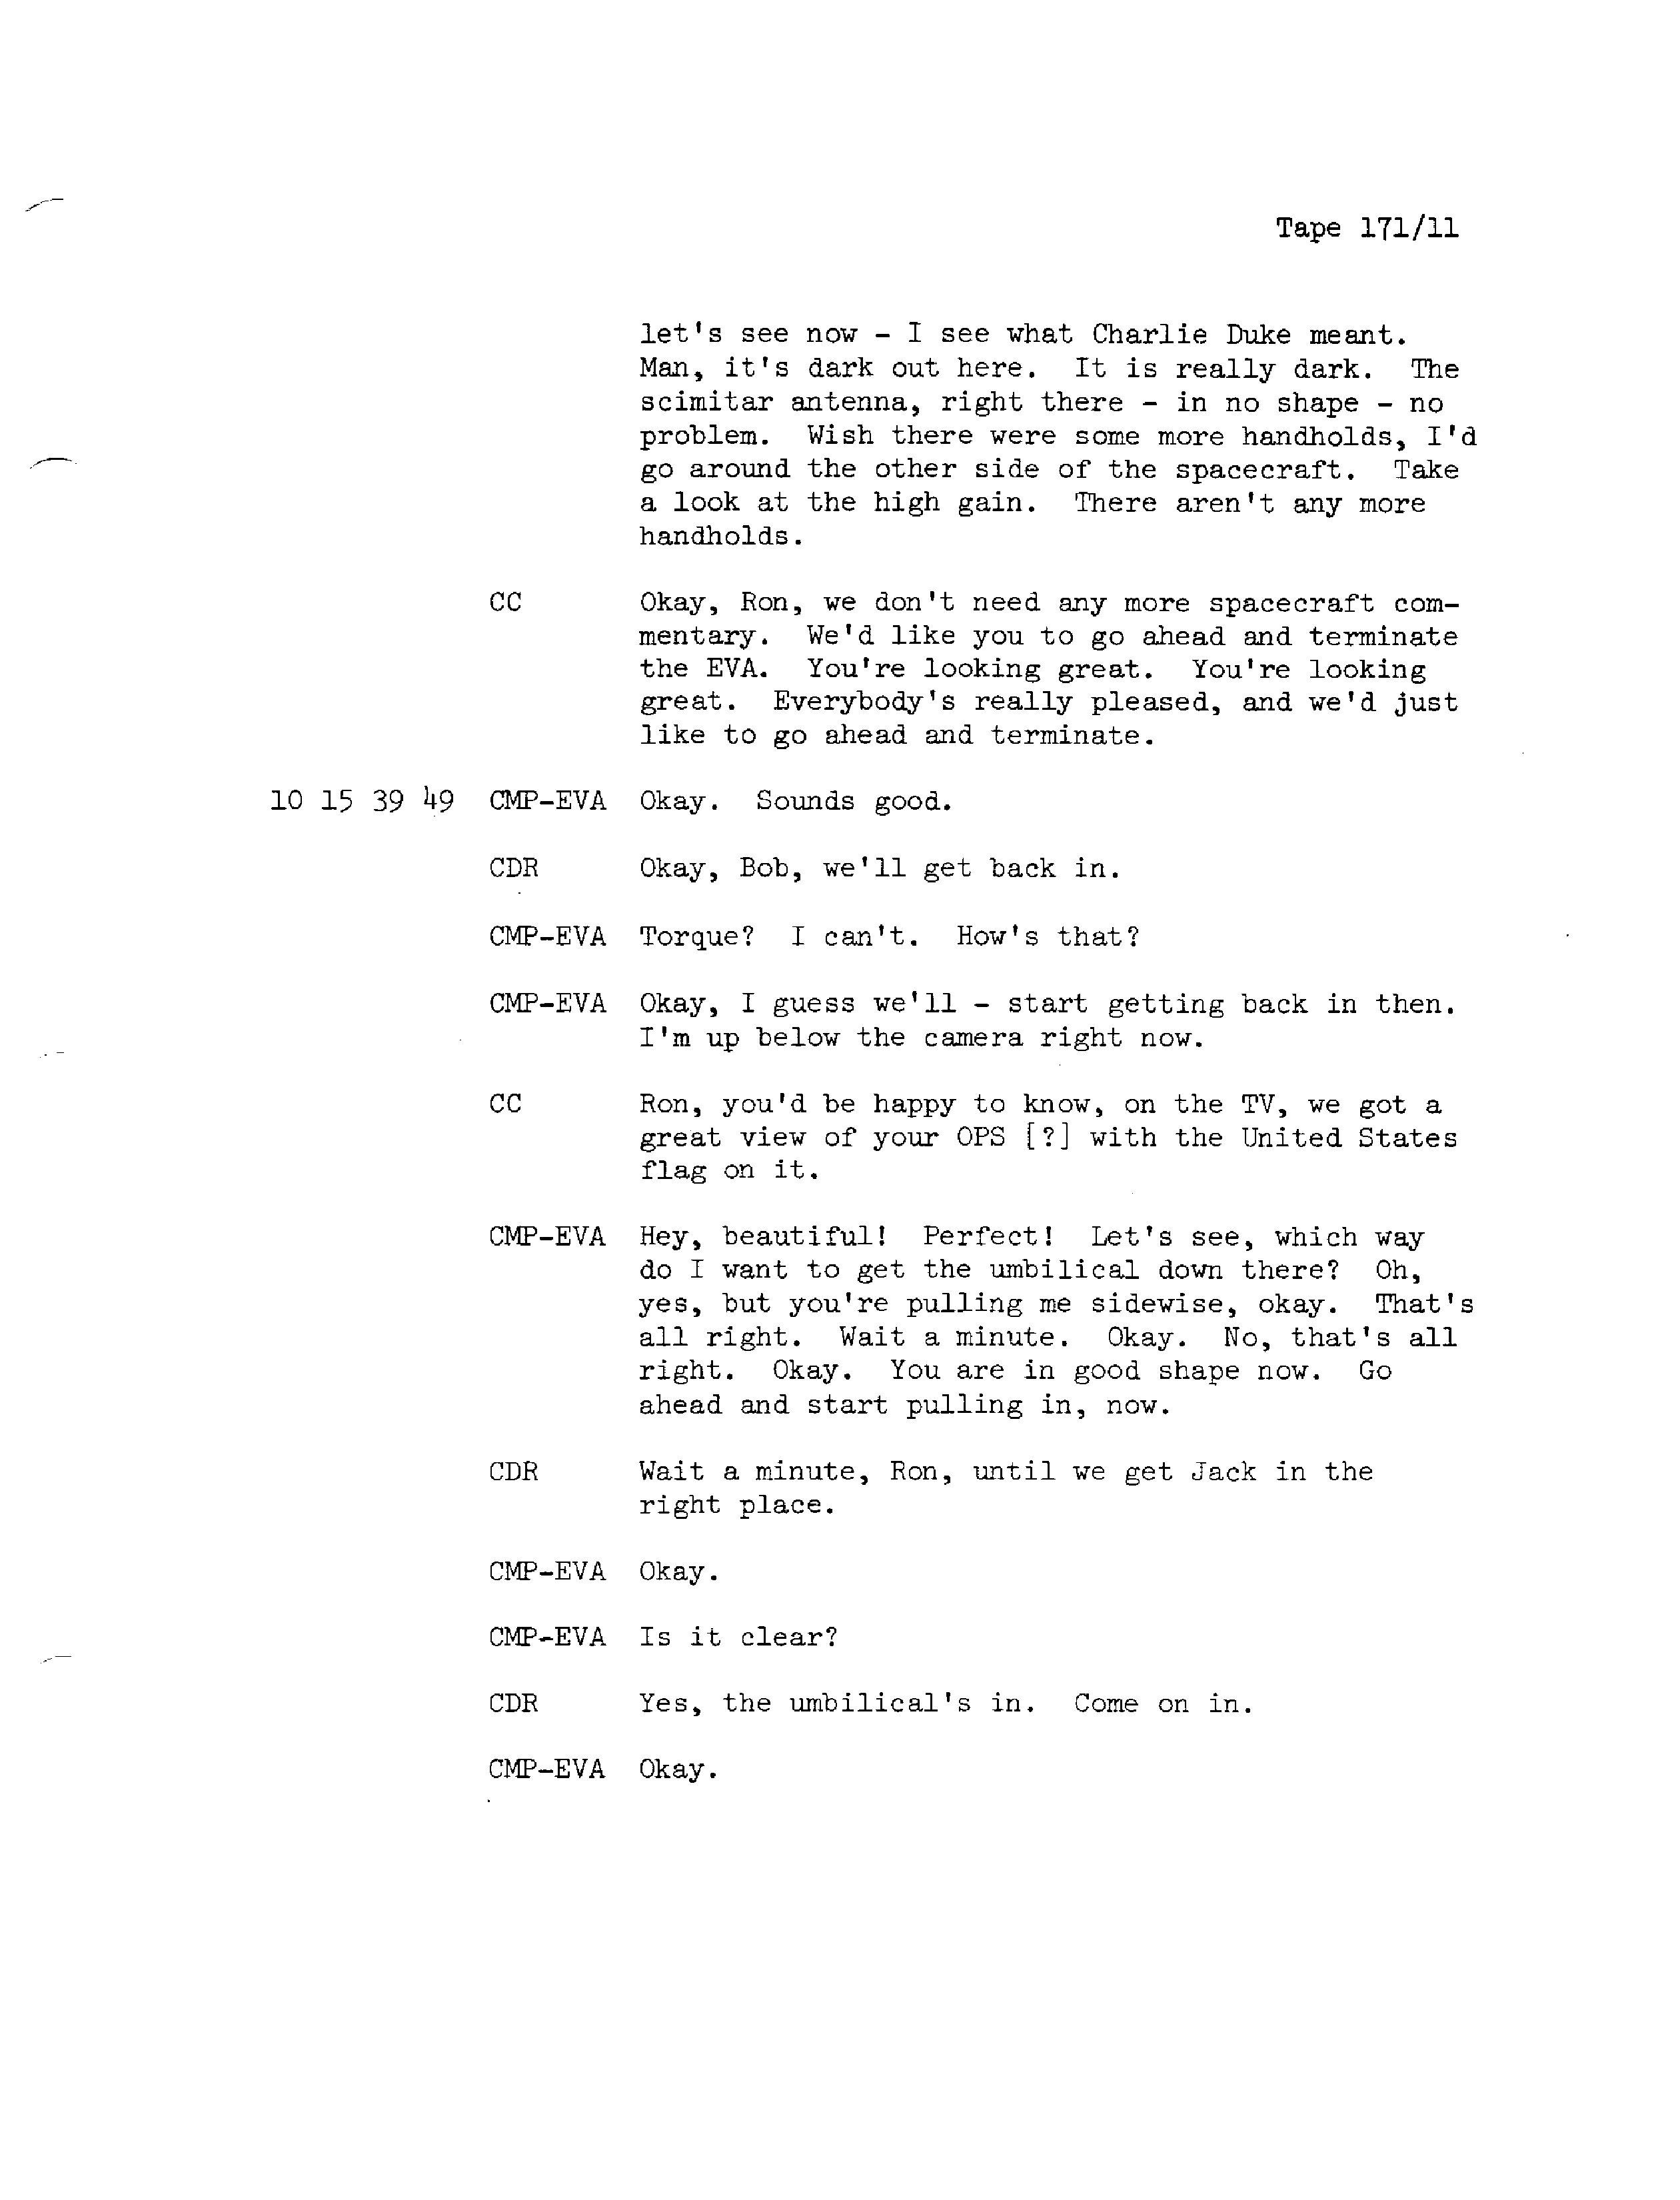 Tape 171/11
let's see now - I see what Charlie Duke meant.
Man, it's dark out here. It is really dark. The
scimitar antenna, right there - in no shape - no
problem. Wish there were some more handholds, I'd
go around the other side of the spacecraft. Take
a look at the high gain. There aren't any more
handholds.
CC Okay, Ron, we don't need any more spacecraft com-
mentary. We'd like you to go ahead and terminate
the EVA. You're looking great. You're looking
great. Everybody's really pleased, and we'd just
like to go ahead and terminate.
10 15 39 49 CMP-EVA Okay. Sounds good.
CDR Okay, Bob, we'll get back in.
CMP-EVA Torque? I can't. How's that?
CMP-EVA Okay, I guess we'll - start getting back in then.
I'm up below the camera right now.
CC Ron, you'd be happy to know, on the TV, we got a
great view of your OPS [?] with the United States
flag on it.
CMP-EVA Hey, beautiful! Perfect! Let's see, which way
do I want to get the umbilical down there? Oh,
yes, but you're pulling me sidewise, okay. That's
all right. Wait a minute. Okay. No, that's all
right. Okay. You are in good shape now. Go
ahead and start pulling in, now.
CDR Wait a minute, Ron, until we get Jack in the
right place.
CMP-EVA Okay.
CMP-EVA Is it clear?
CDR Yes, the umbilical's in. Come on in.
CMP-EVA Okay.